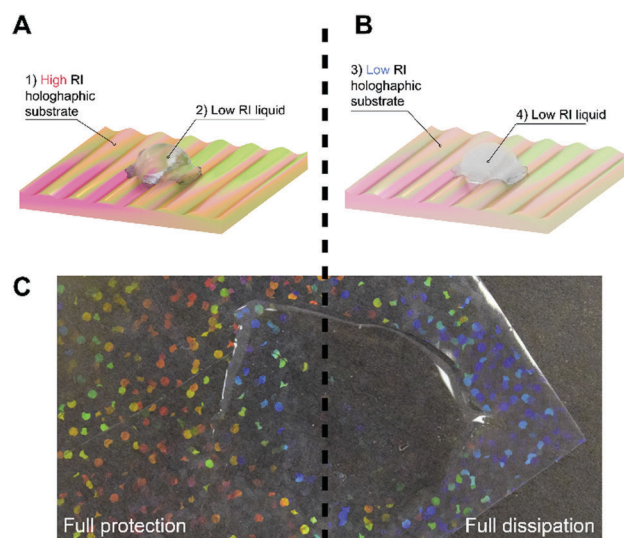 A
B
1) High RI
hologhaphic
substrate
2) Low RI liquid
3) Low RI
hologhaphic
substrate
4) Low RI liquid
C
Full protection
Full dissipation